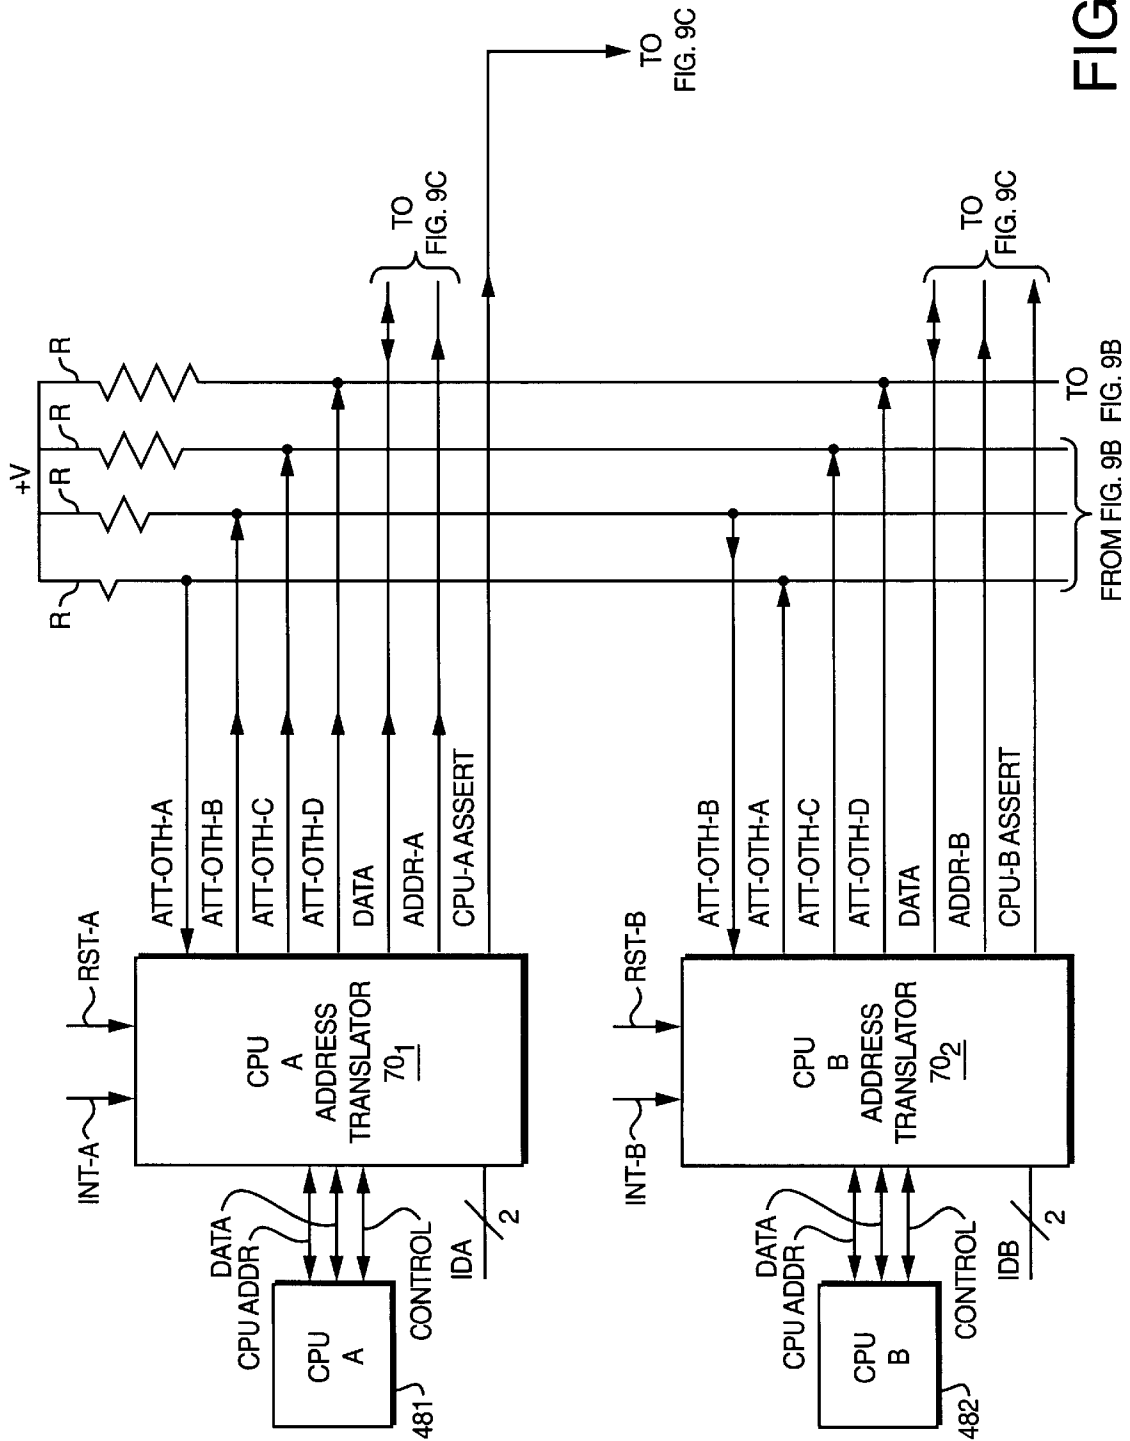 +V
R
R
R
R
INT-A
RST-A
ATT-OTH-A
ATT-OTH-B
ATT-OTH-C
ATT-OTH-D
DATA
ADDR-A
CPU-A ASSERT
TO
FIG. 9C
TO
FIG. 9C
CPU
A
ADDRESS
TRANSLATOR
70₁
DATA
CPU ADDR
CONTROL
IDA
2
CPU
A
481
INT-B
RST-B
ATT-OTH-B
ATT-OTH-A
ATT-OTH-C
ATT-OTH-D
DATA
ADDR-B
CPU-B ASSERT
TO
FIG. 9C
CPU
B
ADDRESS
TRANSLATOR
70₂
DATA
CPU ADDR
CONTROL
IDB
2
CPU
B
482
FROM FIG. 9B
TO
FIG. 9B
FIG